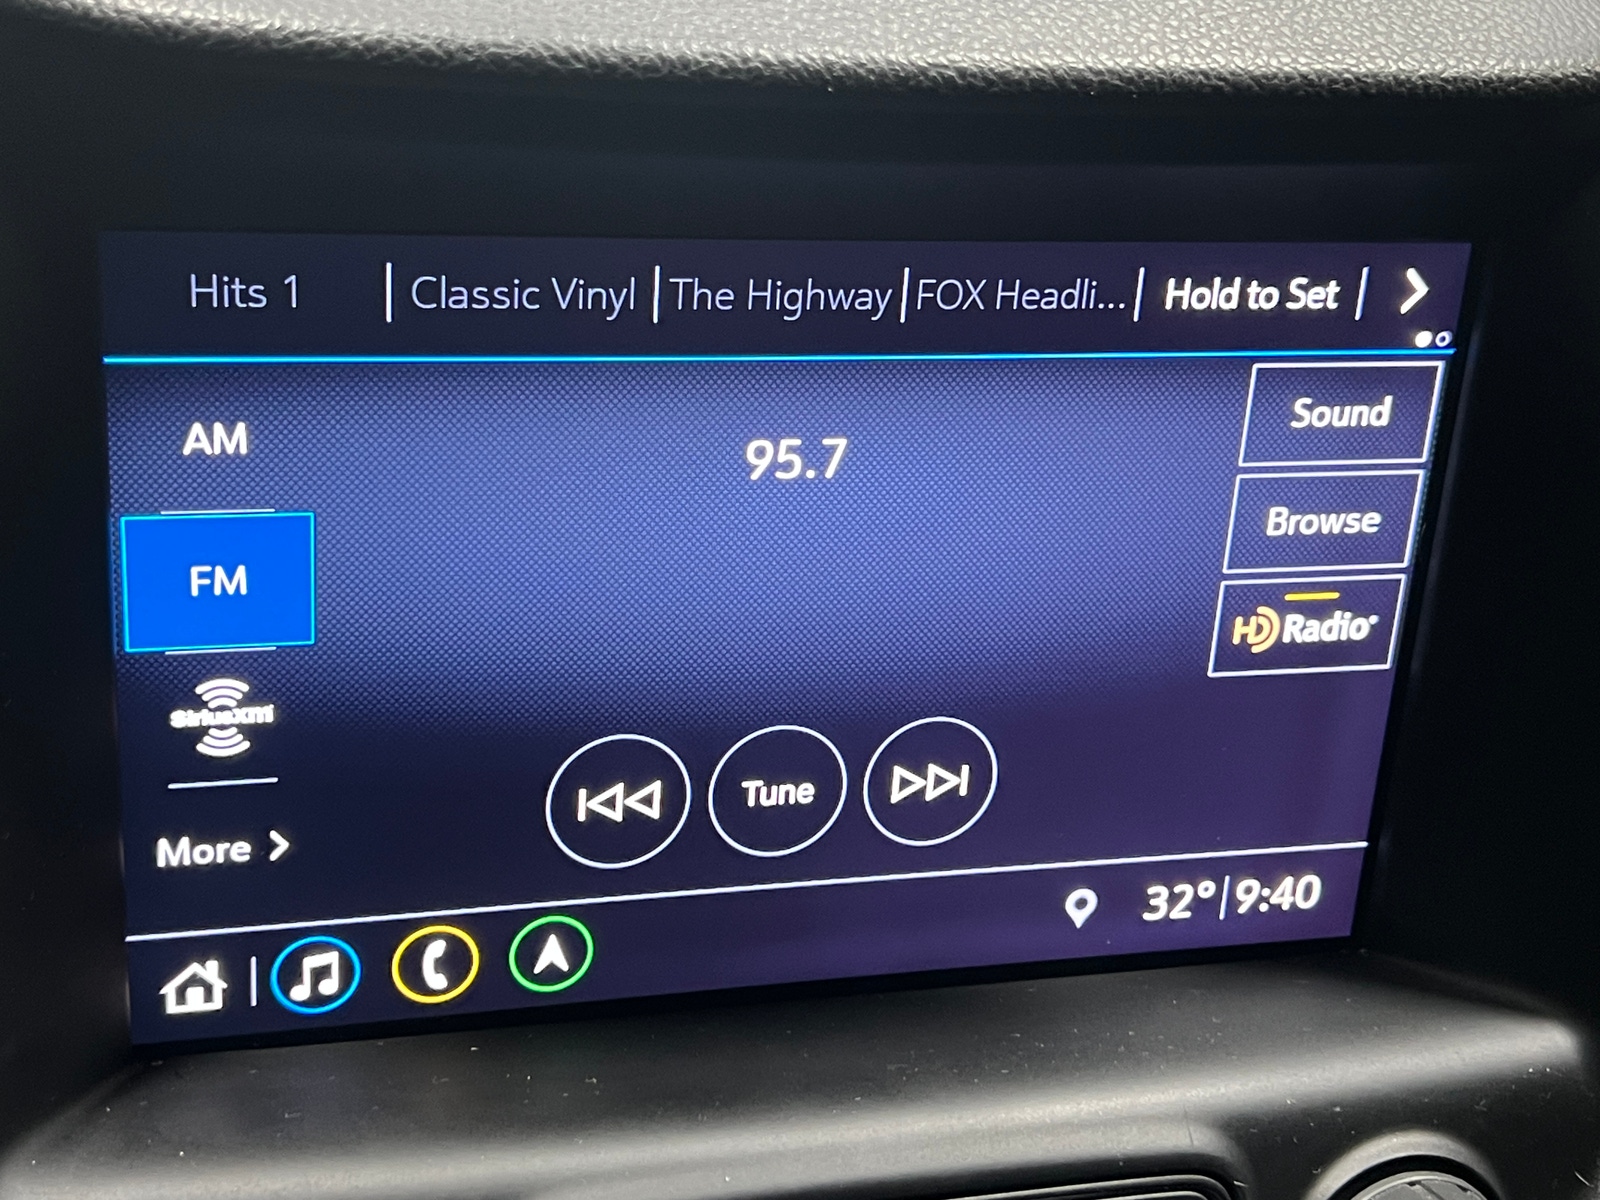 Hits 1 | Classic Vinyl | The Highway | FOX Headli... | Hold to Set |
Sound
AM
95.7
Browse
FM
HD Radio
SiriusXm
Tune
More
32° | 9:40